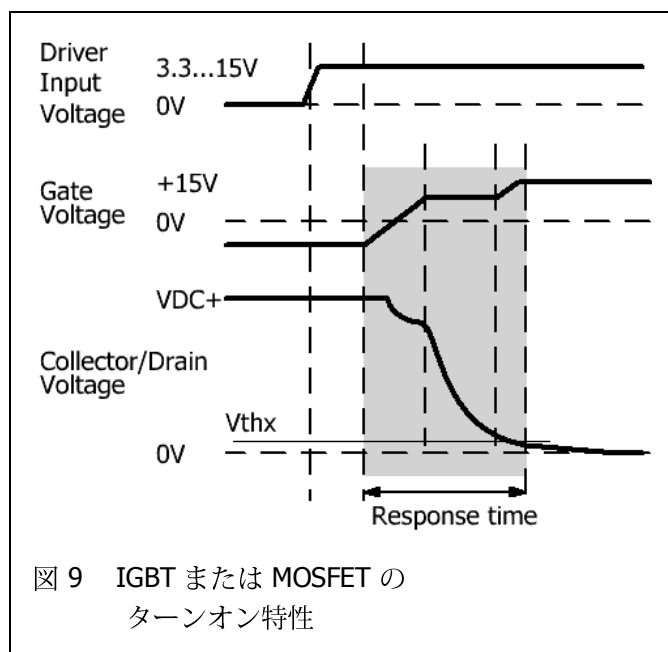 Driver
Input
Voltage
3.3...15V
0V
Gate
Voltage
+15V
0V
VDC+
Collector/Drain
Voltage
Vthx
0V
Response time
図 9 IGBT または MOSFET の
ターンオン特性